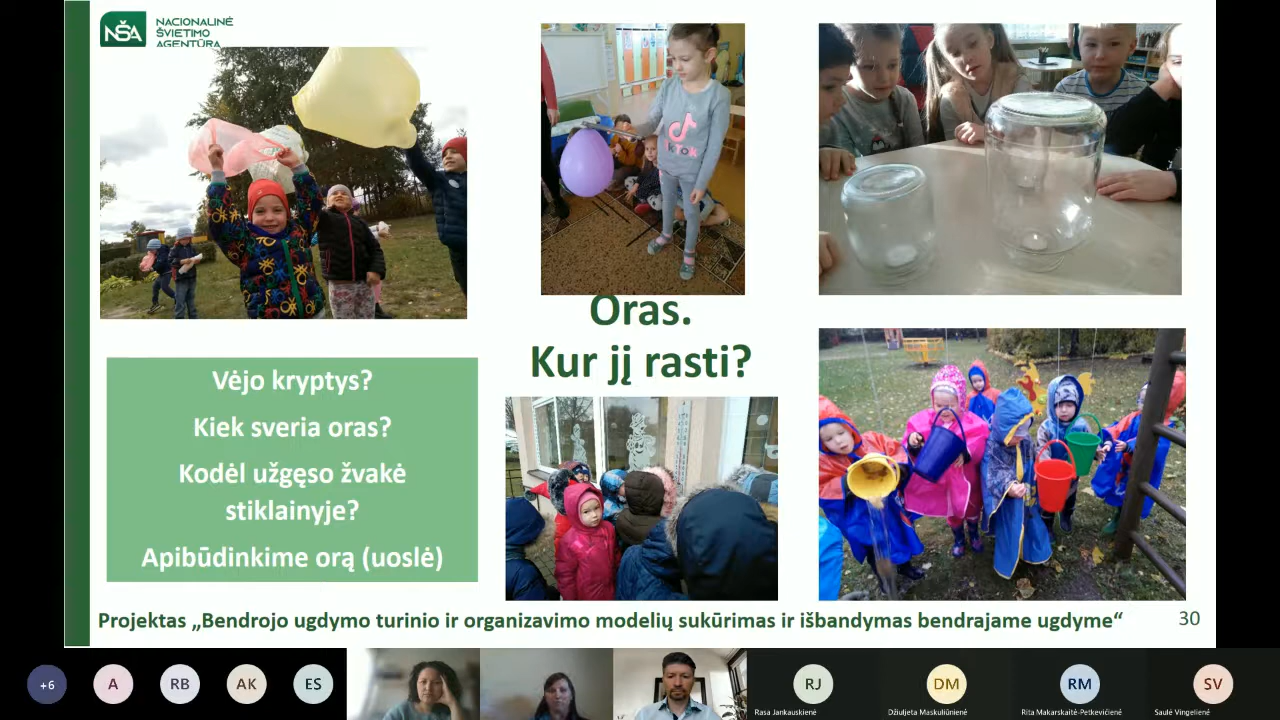 NŠA
NACIONALINĖ
ŠVIETIMO
AGENTŪRA
TikTok
Oras.
Kur jį rasti?
Vėjo kryptys?
Kiek sveria oras?
Kodėl užgęso žvakė
stiklainyje?
Apibūdinkime orą (uoslė)
Projektas „Bendrojo ugdymo turinio ir organizavimo modelių sukūrimas ir išbandymas bendrajame ugdyme“
30
+6
A
RB
AK
ES
RJ
DM
RM
SV
Rasa Jankauskienė
Džiuljeta Maskuliūnienė
Rita Makarskaitė-Petkevičienė
Saulė Vingelienė